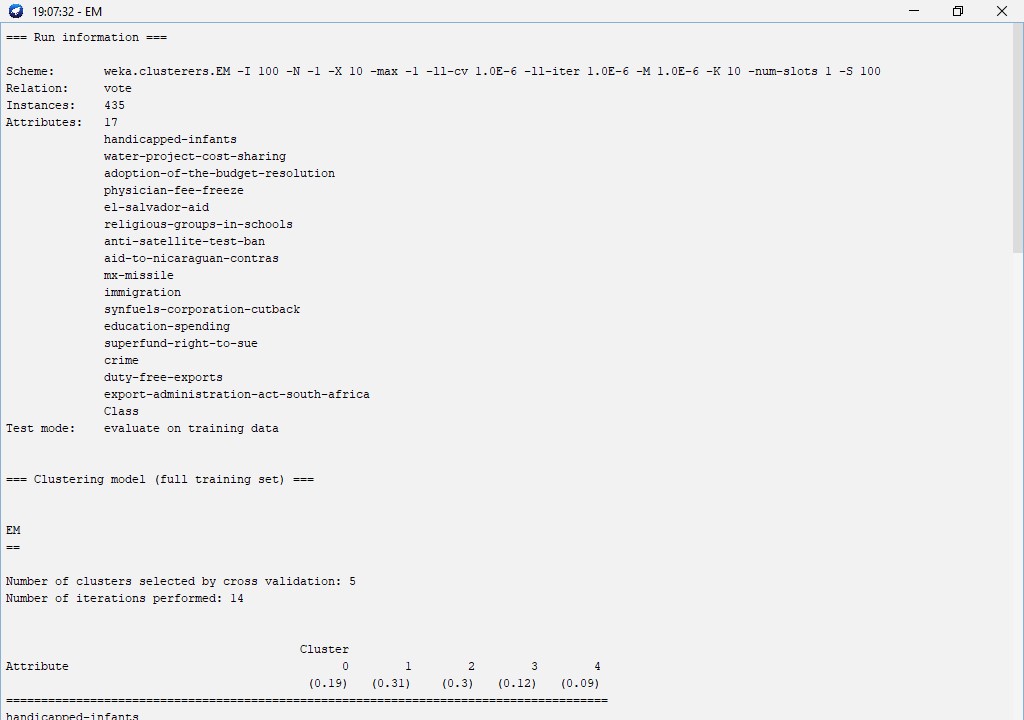 19:07:32 - EM
=== Run information ===
Scheme: weka.clusterers.EM -I 100 -N -1 -X 10 -max -1 -ll-cv 1.0E-6 -ll-iter 1.0E-6 -M 1.0E-6 -K 10 -num-slots 1 -S 100
Relation: vote
Instances: 435
Attributes: 17
handicapped-infants
water-project-cost-sharing
adoption-of-the-budget-resolution
physician-fee-freeze
el-salvador-aid
religious-groups-in-schools
anti-satellite-test-ban
aid-to-nicaraguan-contras
mx-missile
immigration
synfuels-corporation-cutback
education-spending
superfund-right-to-sue
crime
duty-free-exports
export-administration-act-south-africa
Class
Test mode: evaluate on training data
=== Clustering model (full training set) ===
EM
==
Number of clusters selected by cross validation: 5
Number of iterations performed: 14
Cluster
Attribute 0 1 2 3 4
(0.19) (0.31) (0.3) (0.12) (0.09)
======================================================================================
handicapped-infants